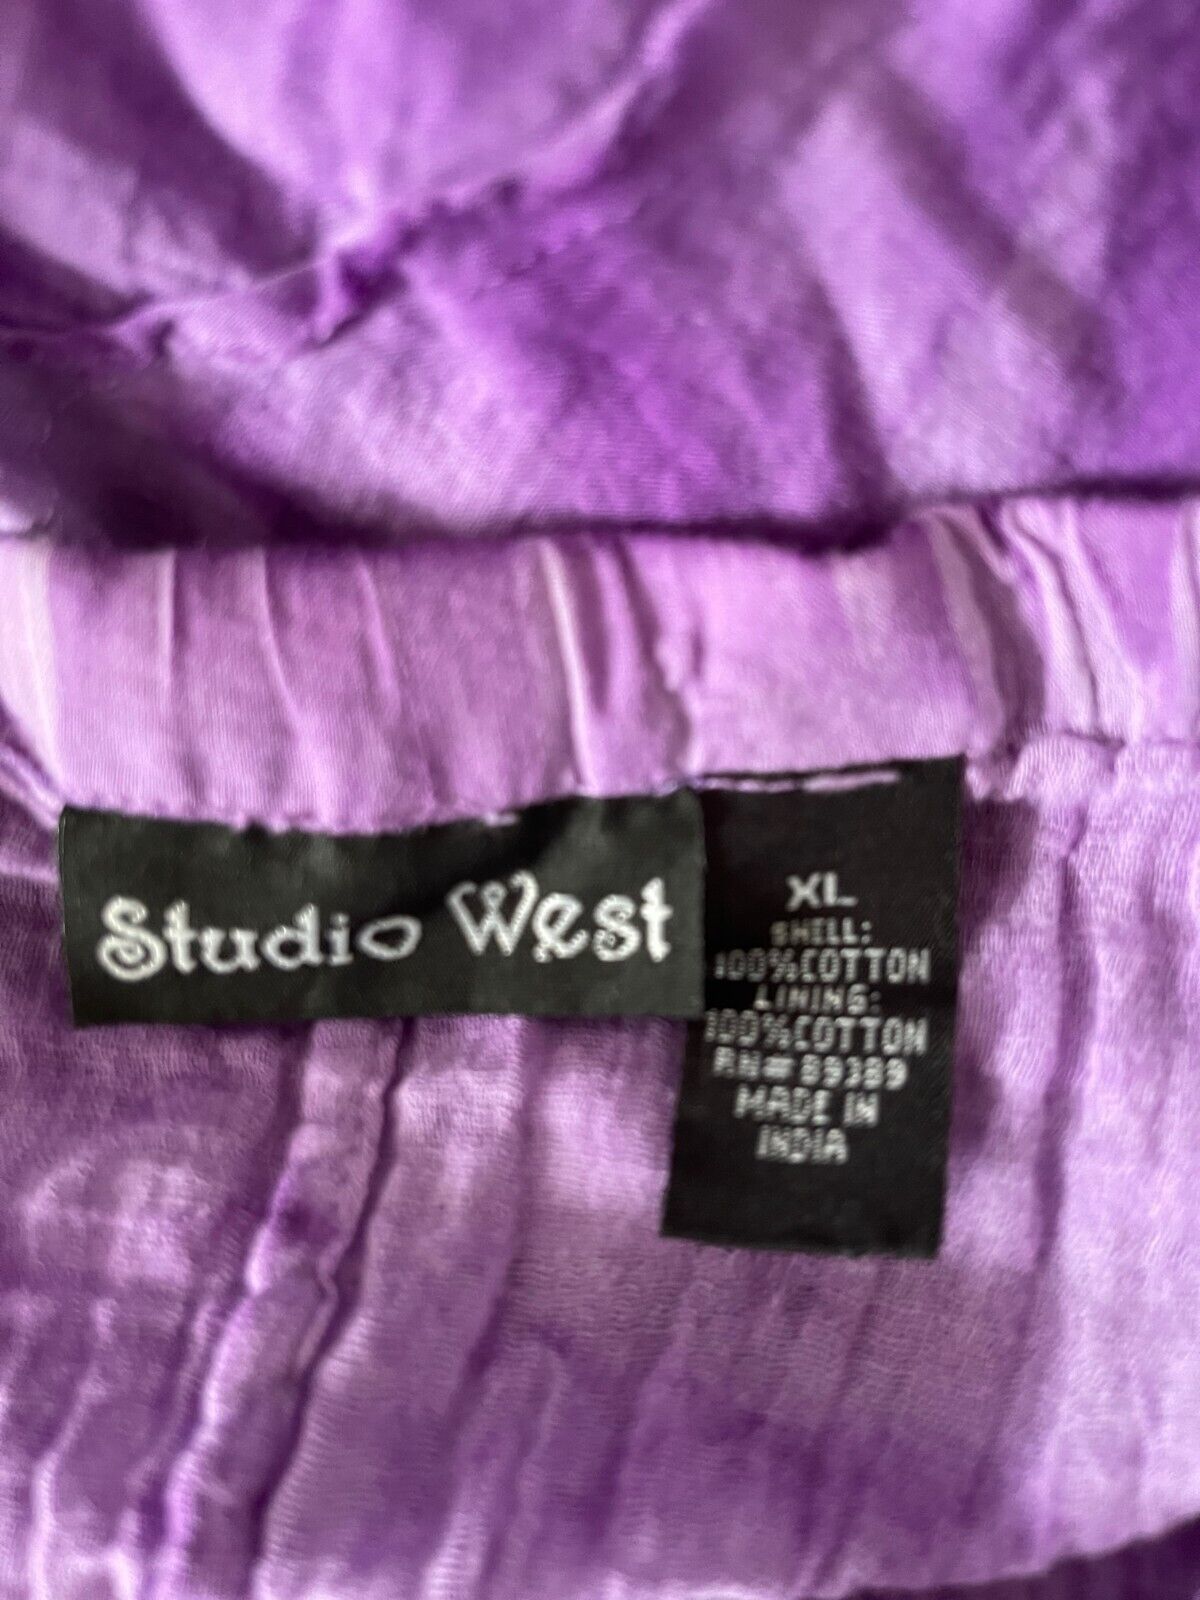 Studio West
XL
SHELL:
100%COTTON
LINING:
100%COTTON
RN#89389
MADE IN
INDIA